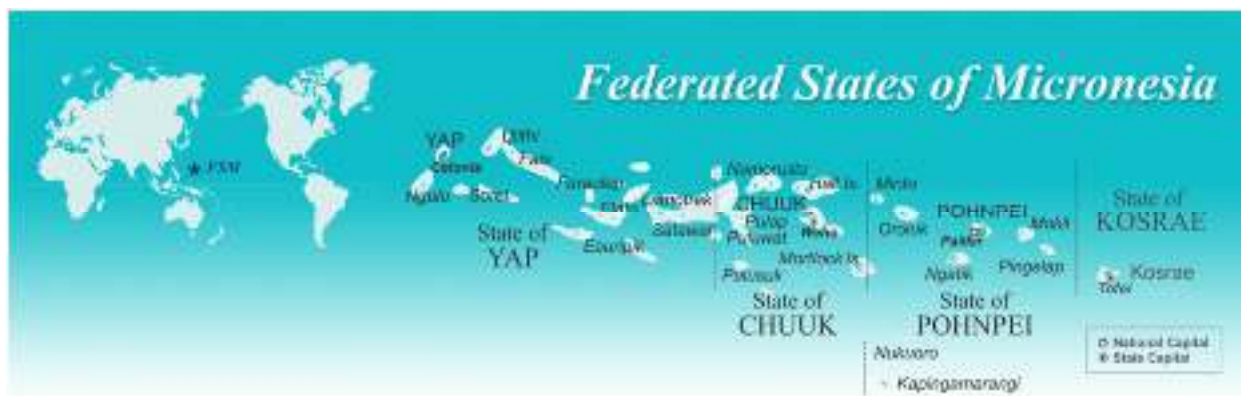 Federated States of Micronesia
FSM
YAP
Ulithi
Colonia
Fais
Ngulu
Sorol
Faraulep
Lamotrek
Satawal
Eauripik
State of
YAP
Namonuito
Hall Is.
CHUUK
Pulap
Weno
Puluwat
Mortlock Is.
Pulusuk
State of
CHUUK
Minto
Oroluk
POHNPEI
Palikir
Mokil
Ngatik
Pingelap
State of
POHNPEI
Nukuoro
Kapingamarangi
State of
KOSRAE
Kosrae
Tofol
National Capital
State Capital